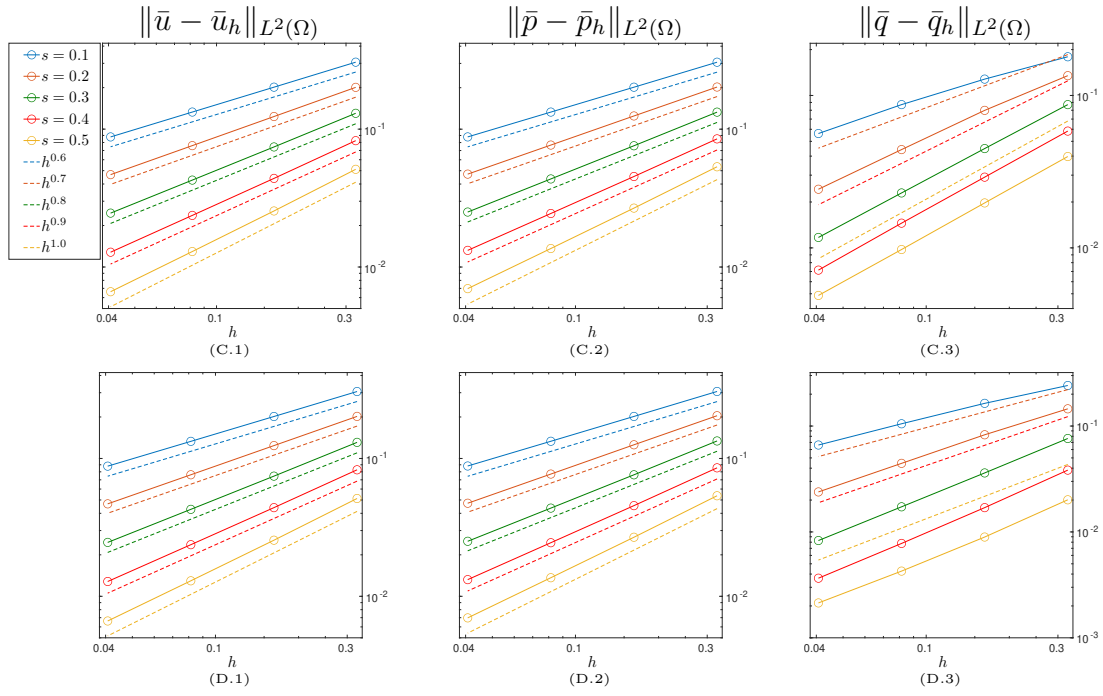 ‖ū − ū_h‖_{L²(Ω)}
‖p̄ − p̄_h‖_{L²(Ω)}
‖q̄ − q̄_h‖_{L²(Ω)}
s = 0.1
s = 0.2
s = 0.3
s = 0.4
s = 0.5
h^{0.6}
h^{0.7}
h^{0.8}
h^{0.9}
h^{1.0}
10^{-1}
10^{-2}
0.04 0.1 0.3
h
(C.1)
10^{-1}
10^{-2}
0.04 0.1 0.3
h
(C.2)
10^{-1}
10^{-2}
0.04 0.1 0.3
h
(C.3)
10^{-1}
10^{-2}
0.04 0.1 0.3
h
(D.1)
10^{-1}
10^{-2}
0.04 0.1 0.3
h
(D.2)
10^{-1}
10^{-2}
10^{-3}
0.04 0.1 0.3
h
(D.3)